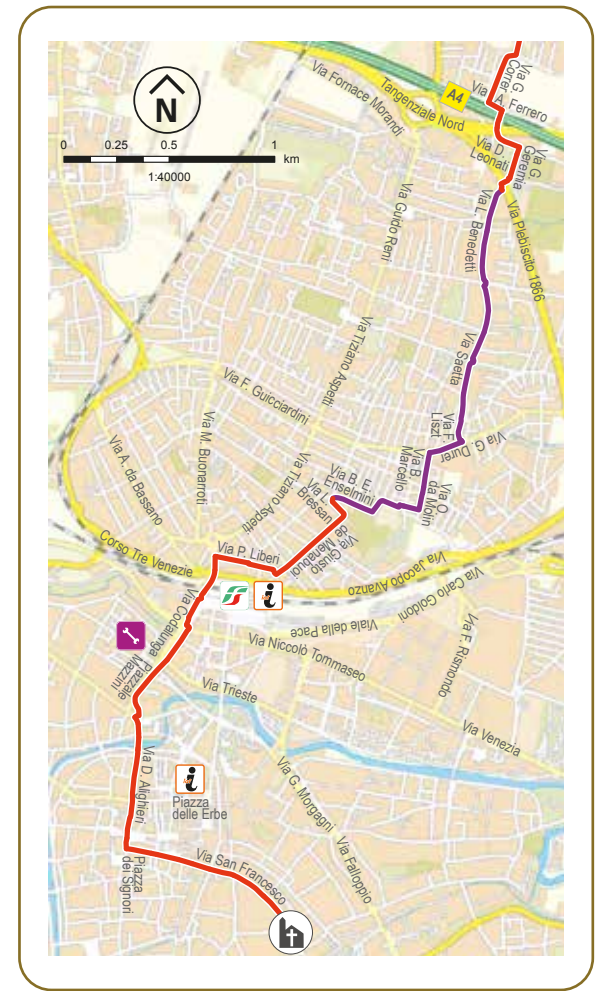 Via G.
Correr
Via A. Ferrero
A4
Via Fornace Morandi
Tangenziale Nord
N
0 0.25 0.5 1
km
1:40000
Via D.
Leonati
Via G.
Geremia
Via L. Benedetti
Via Plebiscito 1866
Via Guido Reni
Via Tiziano Aspetti
Via Saetta
Via F. Guicciardini
Via F.
Liszt
Via G Durer
Via M. Buonarroti
Via A. da Bassano
Via Tiziano Aspetti
Via B.
Marcello
Via B. E.
Enselmini
Via O.
da Molin
Via L.
Bressan
Via Giusto
de Menabuoi
Corso Tre Venezie
Via P. Liberi
Via Jacopo Avanzo
Via Carlo Goldoni
Via Codalunga
Viale della Pace
Via Niccolò Tommaseo
Via F. Rismondo
Piazzale
Mazzini
Via Trieste
Via Venezia
Via D. Alighieri
i
i
Piazza
delle Erbe
Via G. Morgagni
Via Falloppio
Piazza
dei Signori
Via San Francesco